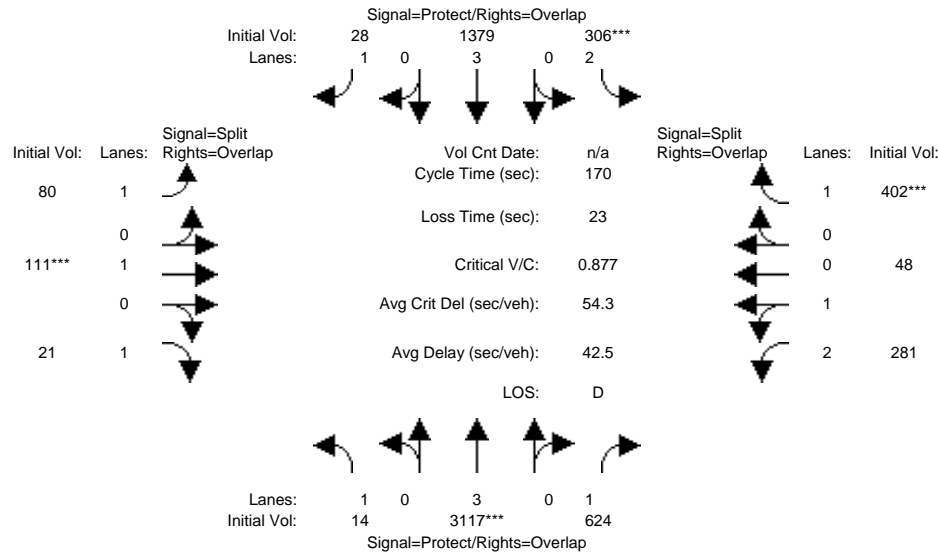 Signal=Protect/Rights=Overlap
Initial Vol: 28 1379 306***
Lanes: 1 0 3 0 2
Signal=Split
Initial Vol: Lanes: Rights=Overlap
Vol Cnt Date: n/a
Signal=Split
Rights=Overlap Lanes: Initial Vol:
Cycle Time (sec): 170
80 1
1 402***
Loss Time (sec): 23
0
0
111*** 1
Critical V/C: 0.877
0 48
0
Avg Crit Del (sec/veh): 54.3
1
21 1
Avg Delay (sec/veh): 42.5
2 281
LOS: D
Lanes: 1 0 3 0 1
Initial Vol: 14 3117*** 624
Signal=Protect/Rights=Overlap